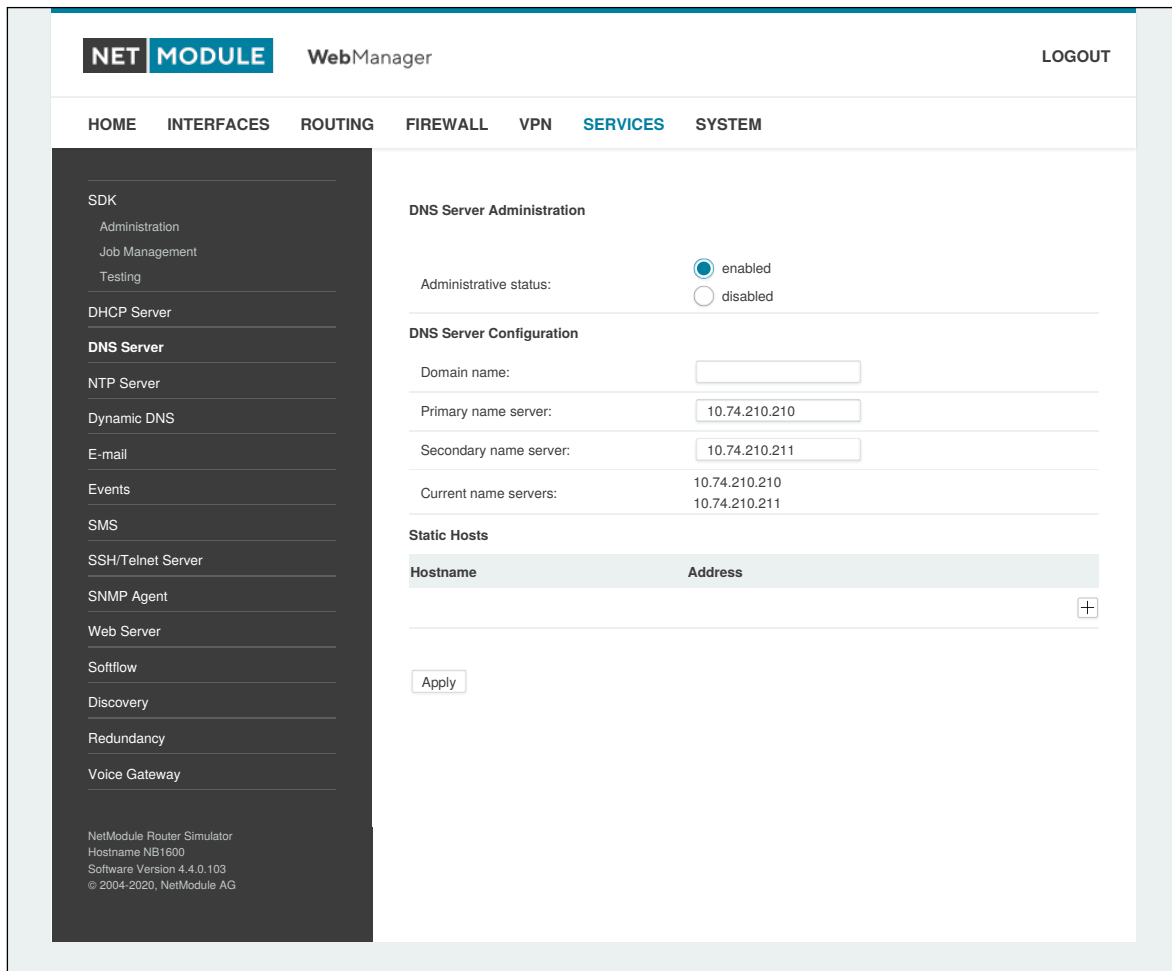 NET MODULE WebManager LOGOUT
HOME INTERFACES ROUTING FIREWALL VPN SERVICES SYSTEM
SDK
Administration
Job Management
Testing
DHCP Server
DNS Server
NTP Server
Dynamic DNS
E-mail
Events
SMS
SSH/Telnet Server
SNMP Agent
Web Server
Softflow
Discovery
Redundancy
Voice Gateway
NetModule Router Simulator
Hostname NB1600
Software Version 4.4.0.103
© 2004-2020, NetModule AG
DNS Server Administration
Administrative status:
enabled
disabled
DNS Server Configuration
Domain name:
Primary name server: 10.74.210.210
Secondary name server: 10.74.210.211
Current name servers:
10.74.210.210
10.74.210.211
Static Hosts
Hostname Address
Apply